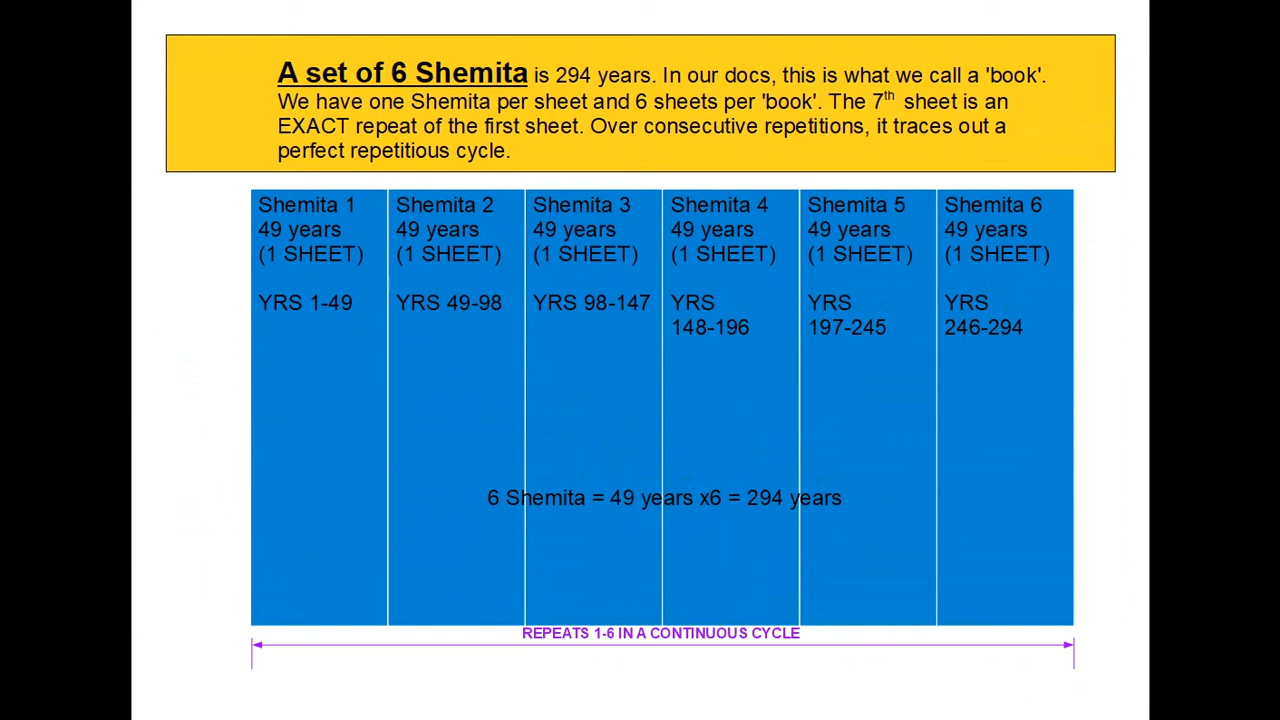 A set of 6 Shemita is 294 years. In our docs, this is what we call a 'book'.
We have one Shemita per sheet and 6 sheets per 'book'. The 7th sheet is an
EXACT repeat of the first sheet. Over consecutive repetitions, it traces out a
perfect repetitious cycle.
Shemita 1
49 years
(1 SHEET)
YRS 1-49
Shemita 2
49 years
(1 SHEET)
YRS 49-98
Shemita 3
49 years
(1 SHEET)
YRS 98-147
Shemita 4
49 years
(1 SHEET)
YRS
148-196
Shemita 5
49 years
(1 SHEET)
YRS
197-245
Shemita 6
49 years
(1 SHEET)
YRS
246-294
6 Shemita = 49 years x6 = 294 years
REPEATS 1-6 IN A CONTINUOUS CYCLE